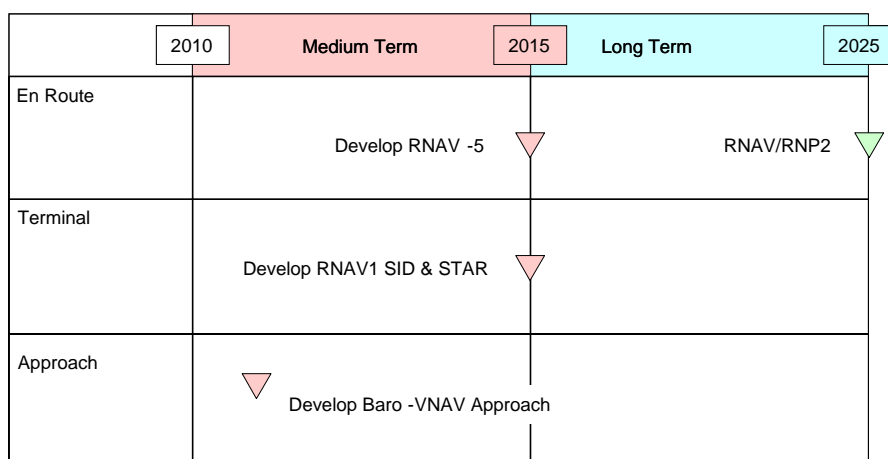 2010
Medium Term
2015
Long Term
2025
En Route
Develop RNAV -5
RNAV/RNP2
Terminal
Develop RNAV1 SID & STAR
Approach
Develop Baro -VNAV Approach